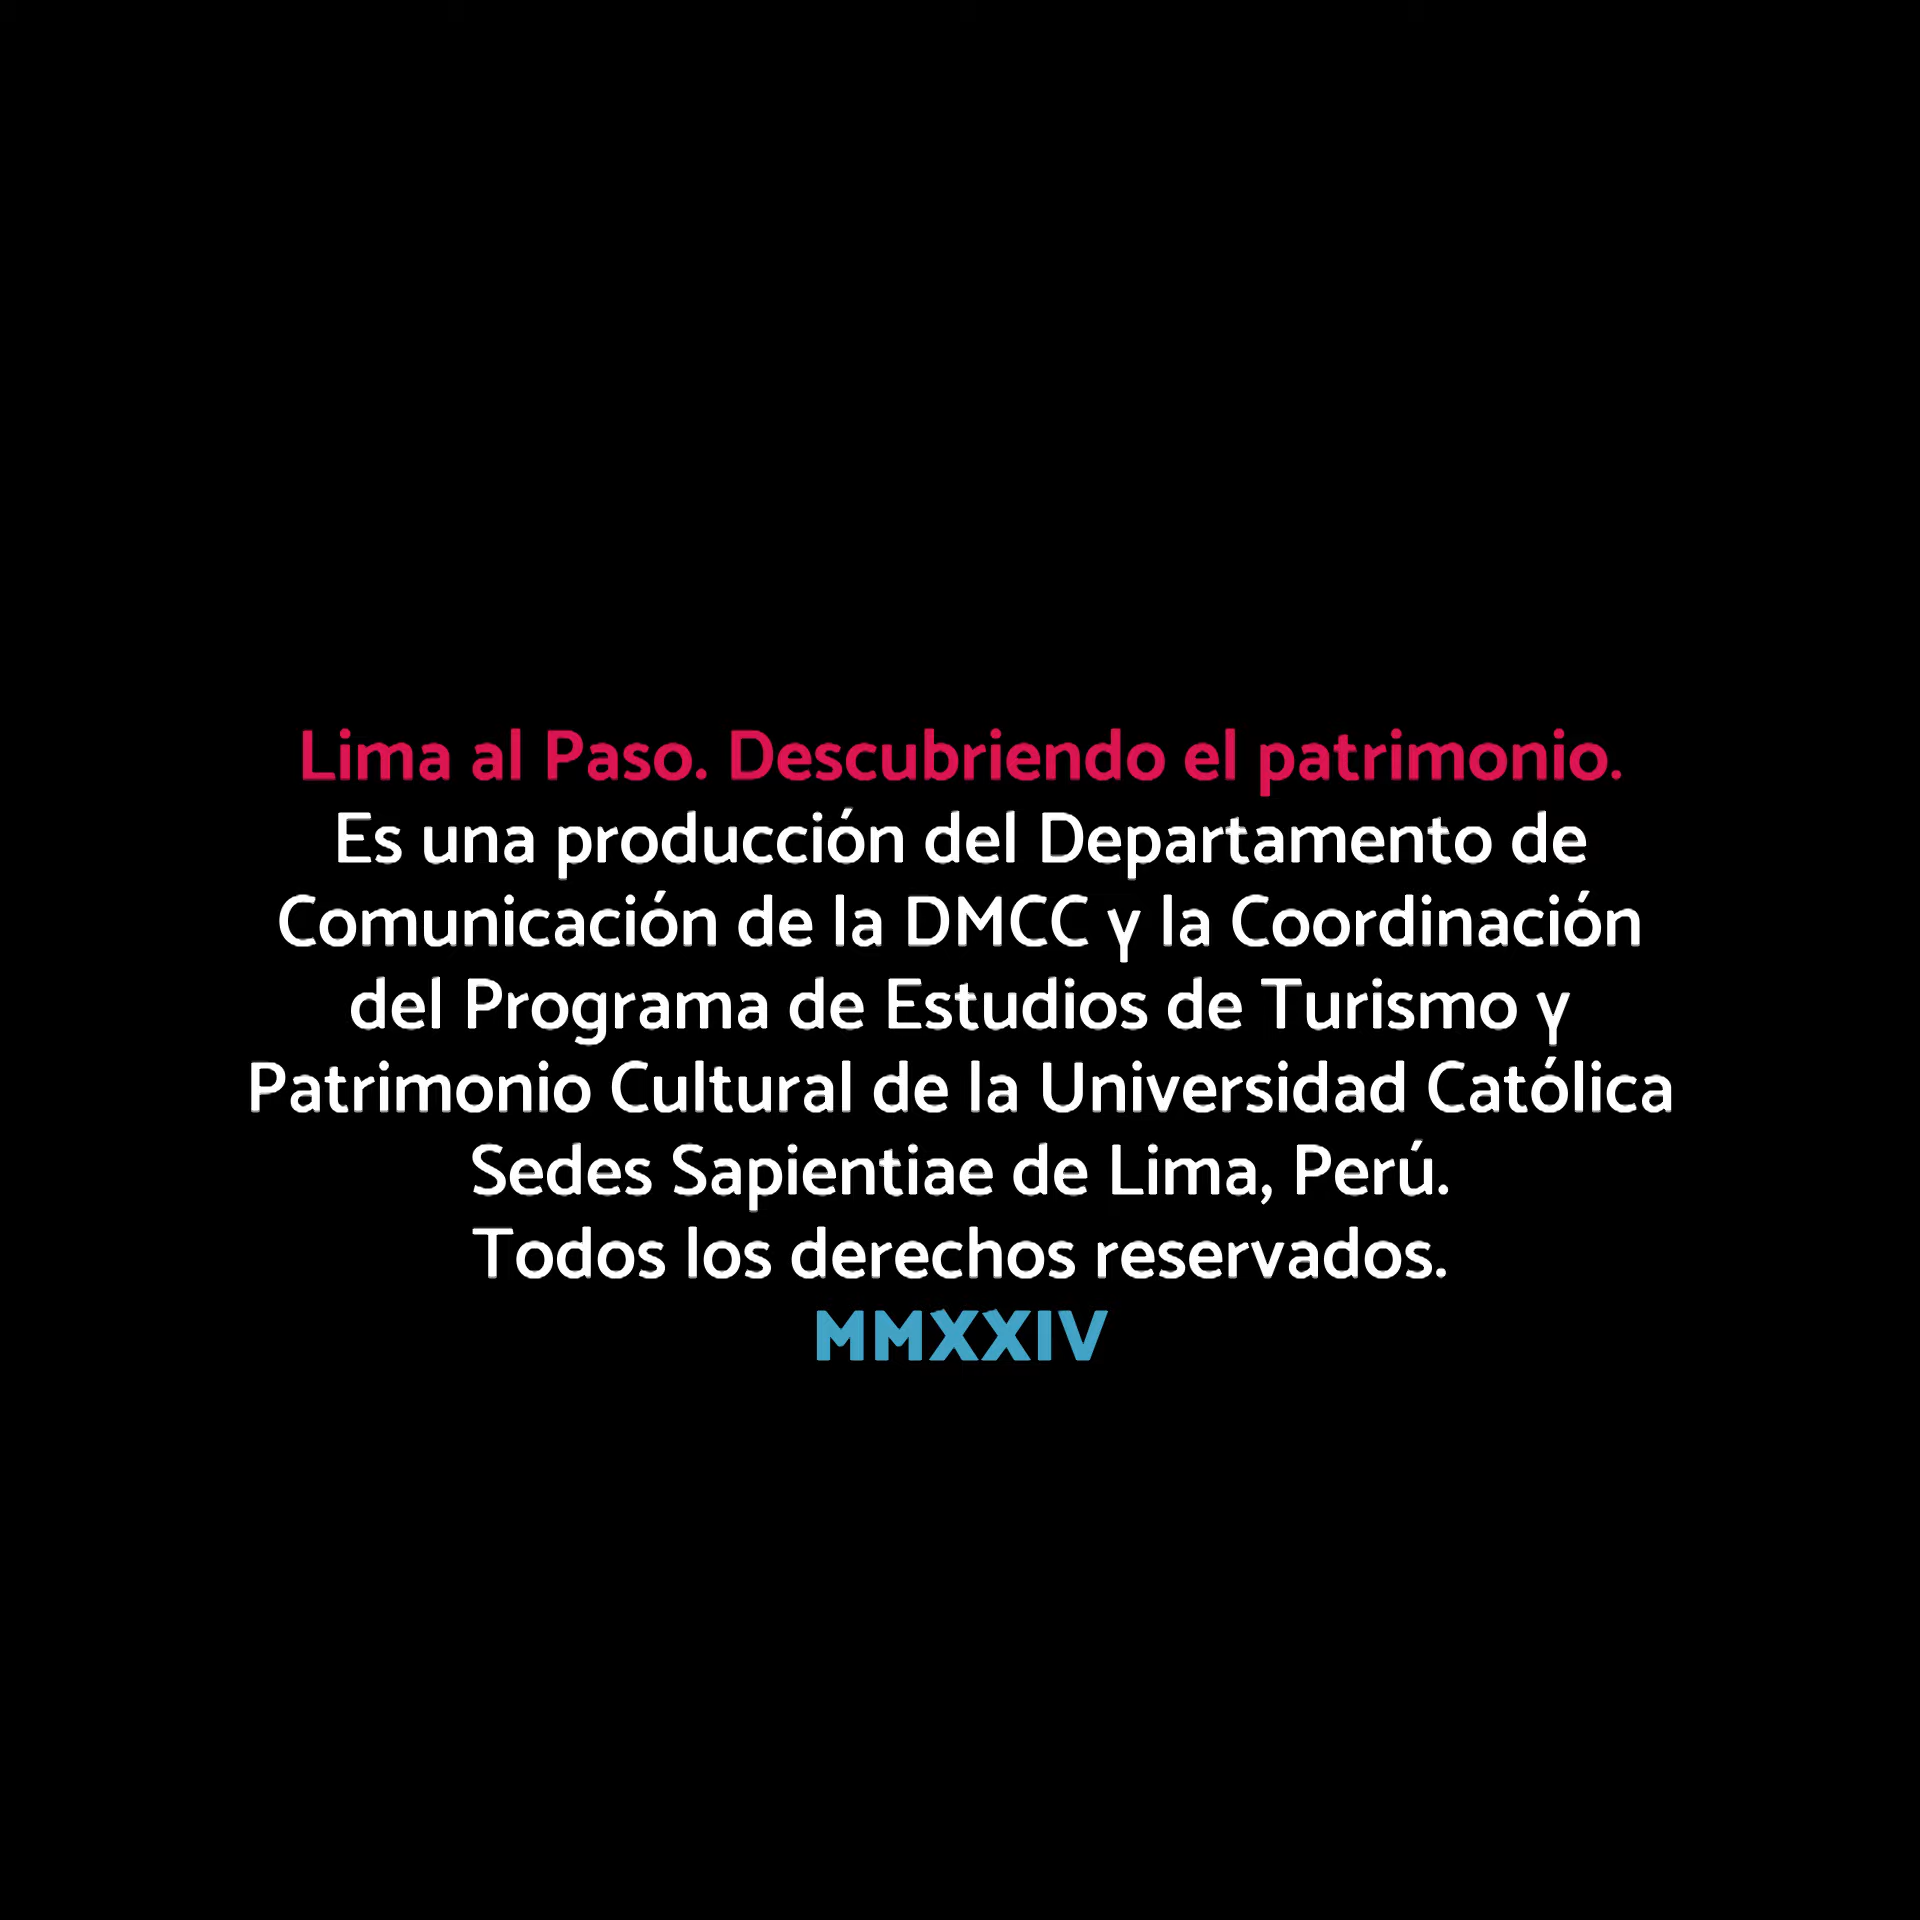 Lima al Paso. Descubriendo el patrimonio.
Es una producción del Departamento de
Comunicación de la DMCC y la Coordinación
del Programa de Estudios de Turismo y
Patrimonio Cultural de la Universidad Católica
Sedes Sapientiae de Lima, Perú.
Todos los derechos reservados.
MMXXIV